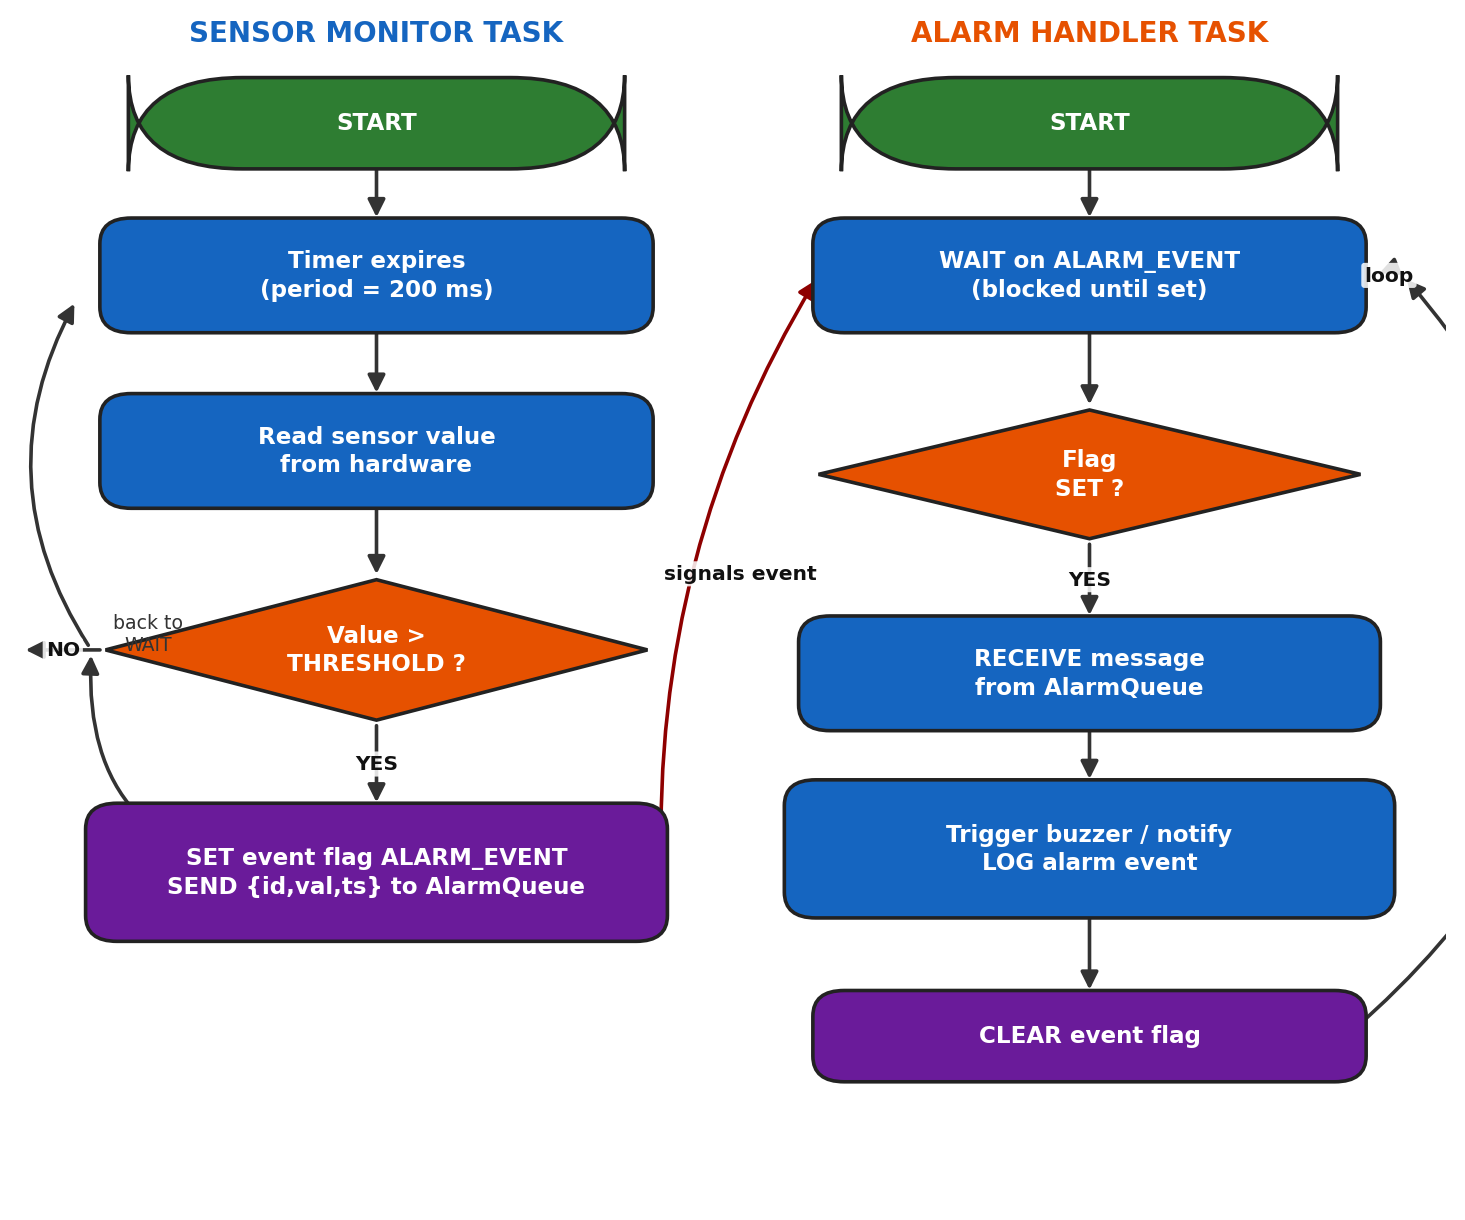 SENSOR MONITOR TASK
START
Timer expires
(period = 200 ms)
Read sensor value
from hardware
back to
WAIT
NO
Value >
THRESHOLD ?
YES
SET event flag ALARM_EVENT
SEND {id,val,ts} to AlarmQueue
signals event
ALARM HANDLER TASK
START
WAIT on ALARM_EVENT
(blocked until set)
loop
Flag
SET ?
YES
RECEIVE message
from AlarmQueue
Trigger buzzer / notify
LOG alarm event
CLEAR event flag